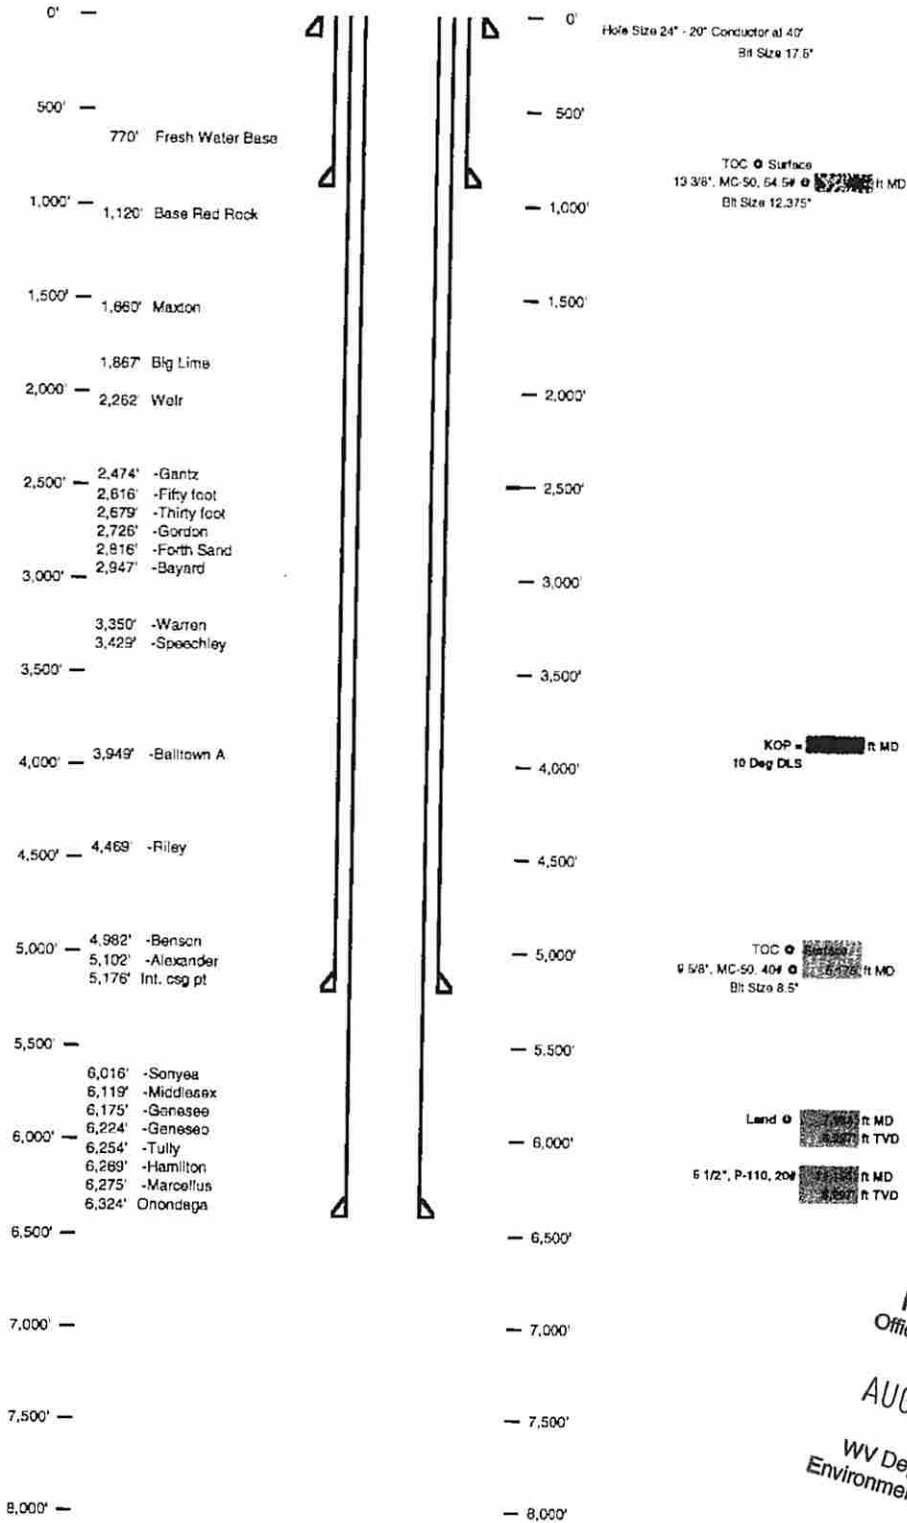 0'
500'
770' Fresh Water Base
1,000'
1,120' Base Red Rock
1,500'
1,660' Maxton
1,867' Big Lime
2,000'
2,262' Weir
2,474' -Gantz
2,500'
2,616' -Fifty foot
2,679' -Thirty foot
2,726' -Gordon
2,816' -Forth Sand
2,947' -Bayard
3,000'
3,350' -Warren
3,429' -Speechley
3,500'
3,949' -Balltown A
4,000'
4,469' -Riley
4,500'
4,982' -Benson
5,000'
5,102' -Alexander
5,176' Int. csg pt
5,500'
6,016' -Sonyea
6,119' -Middlesex
6,175' -Genesee
6,224' -Geneseo
6,000'
6,254' -Tully
6,269' -Hamilton
6,275' -Marcellus
6,324' Onondaga
6,500'
7,000'
7,500'
8,000'
0'
500'
1,000'
1,500'
2,000'
2,500'
3,000'
3,500'
4,000'
4,500'
5,000'
5,500'
6,000'
6,500'
7,000'
7,500'
8,000'
Hole Size 24" - 20" Conductor at 40'
Bit Size 17.5"
TOC @ Surface
13 3/8", MC-50, 54.5# @ ft MD
Bit Size 12.375"
KOP = ft MD
10 Deg DLS
TOC @ Surface
9 5/8", MC-50, 40# @ 5,176 ft MD
Bit Size 8.5"
Land @ ft MD
ft TVD
5 1/2", P-110, 20# ft MD
ft TVD
Offic
AUG
WV De
Environme